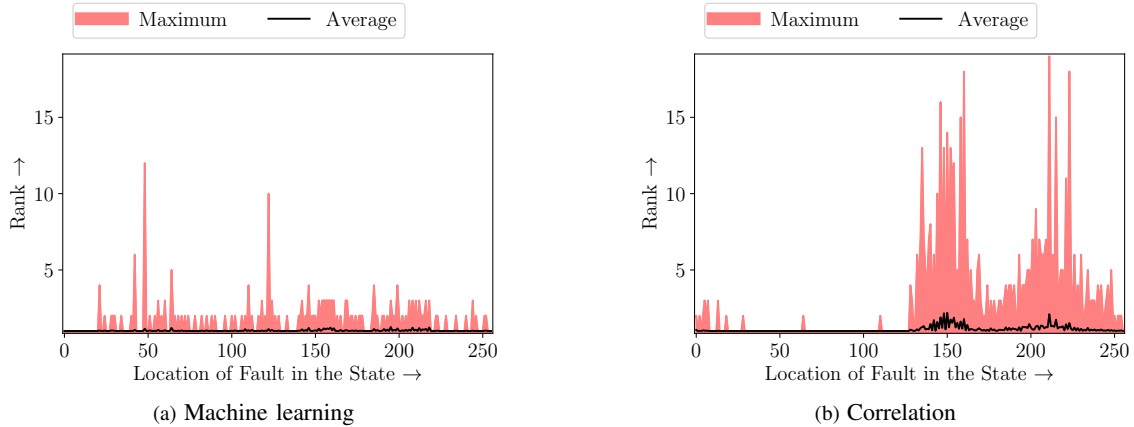 Maximum Average
15
10
5
Rank →
0 50 100 150 200 250
Location of Fault in the State →
(a) Machine learning
Maximum Average
15
10
5
Rank →
0 50 100 150 200 250
Location of Fault in the State →
(b) Correlation